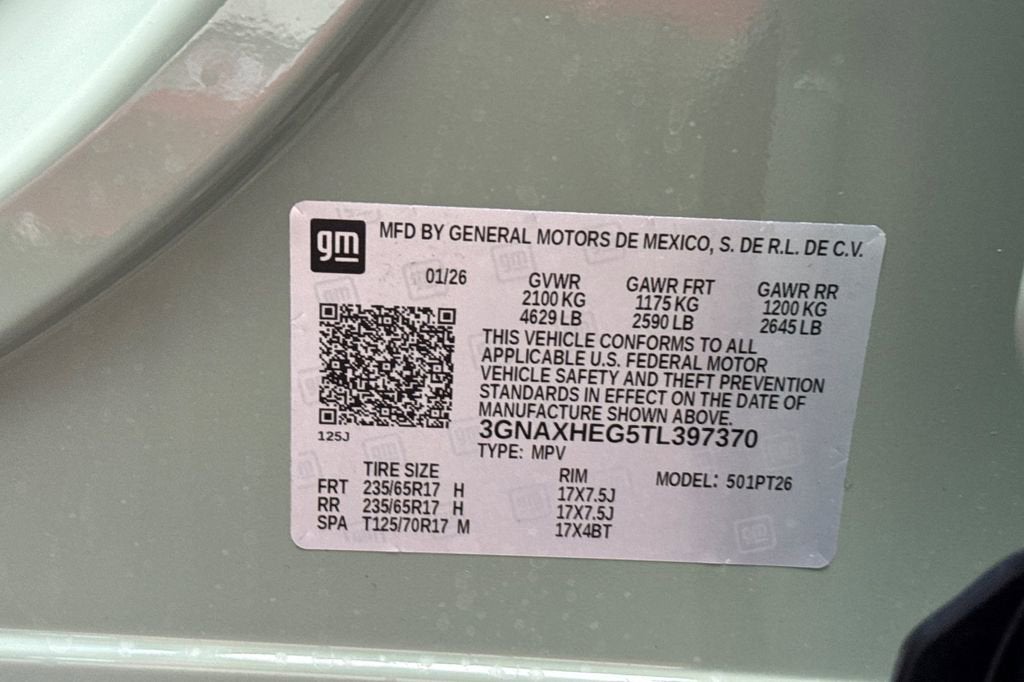 gm
MFD BY GENERAL MOTORS DE MEXICO, S. DE R.L. DE C.V.
01/26 GVWR GAWR FRT GAWR RR
2100 KG 1175 KG 1200 KG
4629 LB 2590 LB 2645 LB
THIS VEHICLE CONFORMS TO ALL
APPLICABLE U.S. FEDERAL MOTOR
VEHICLE SAFETY AND THEFT PREVENTION
STANDARDS IN EFFECT ON THE DATE OF
MANUFACTURE SHOWN ABOVE.
125J
3GNAXHEG5TL397370
TYPE: MPV
TIRE SIZE RIM MODEL: 501PT26
FRT 235/65R17 H 17X7.5J
RR 235/65R17 H 17X7.5J
SPA T125/70R17 M 17X4BT